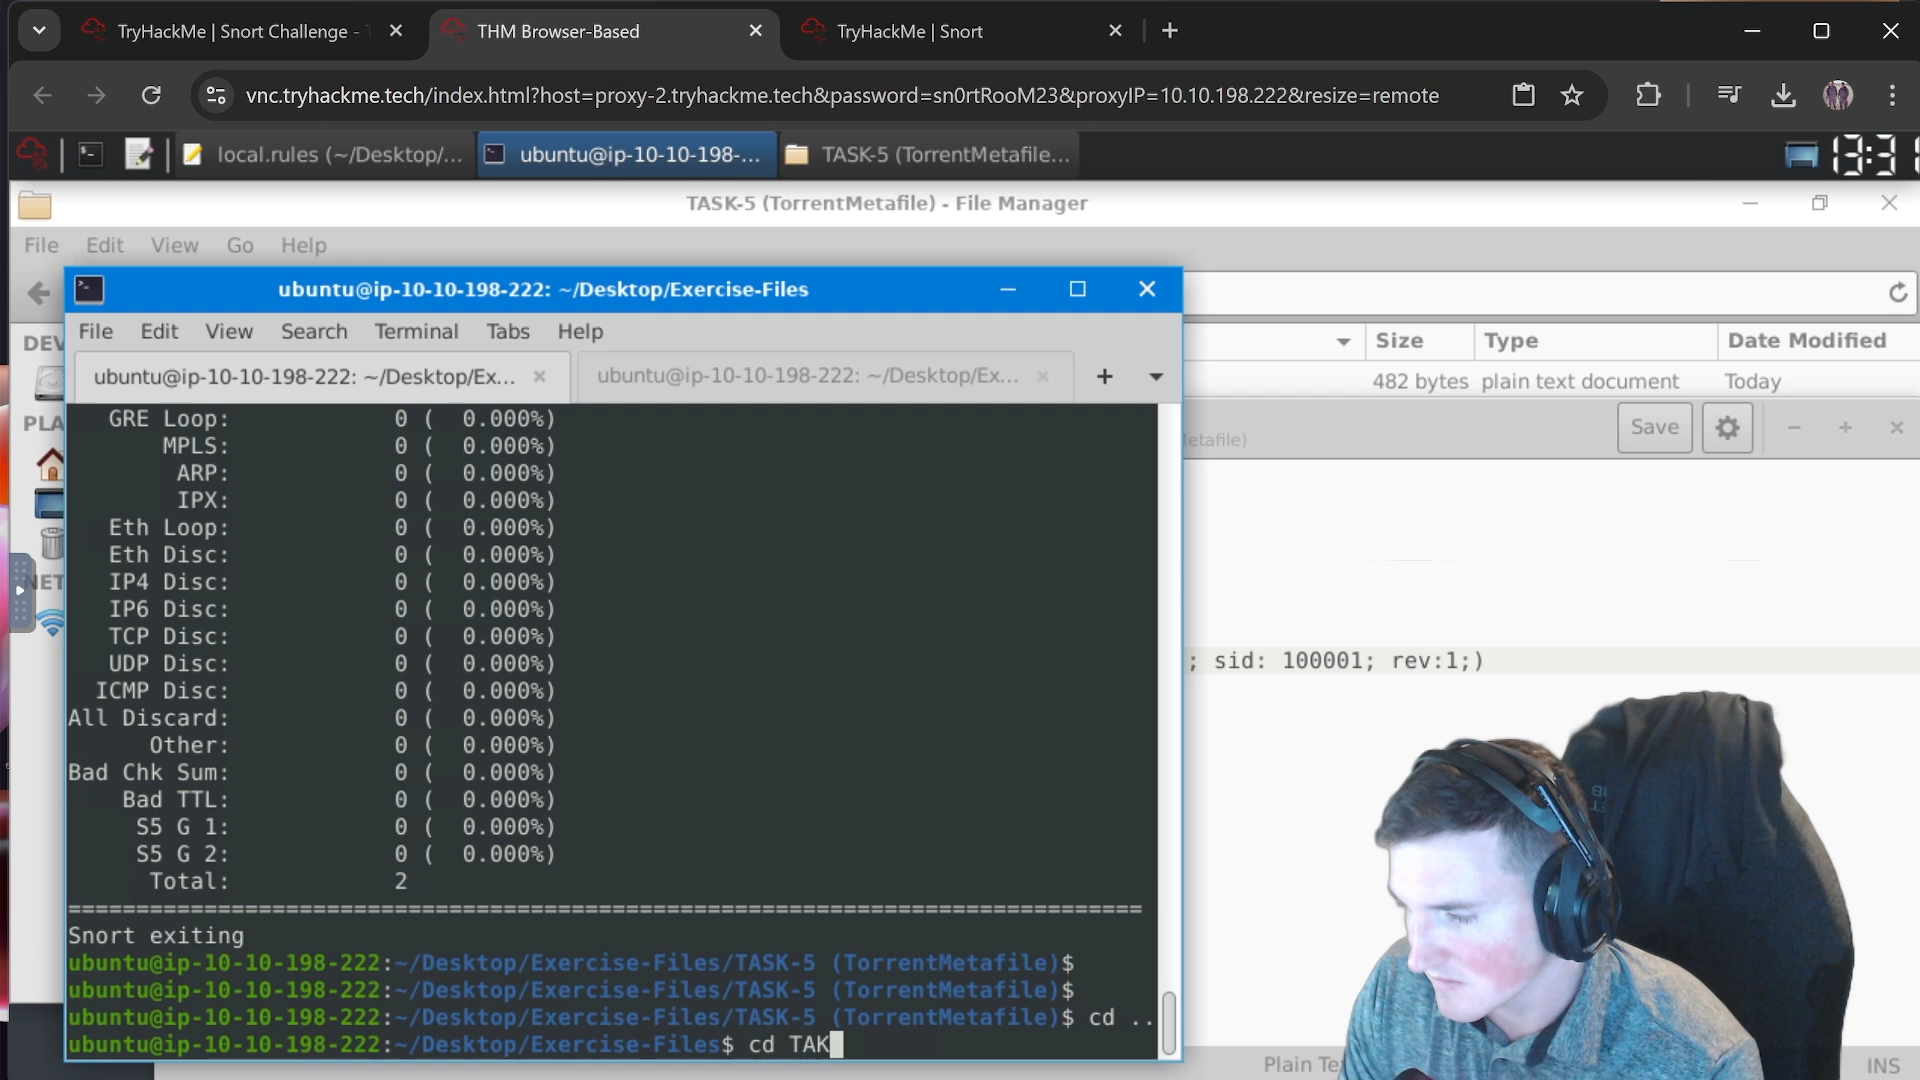 TryHackMe | Snort Challenge -
THM Browser-Based
TryHackMe | Snort
vnc.tryhackme.tech/index.html?host=proxy-2.tryhackme.tech&password=sn0rtRooM23&proxyIP=10.10.198.222&resize=remote
local.rules (~/Desktop/...
ubuntu@ip-10-10-198-...
TASK-5 (TorrentMetafile...
13:3
TASK-5 (TorrentMetafile) - File Manager
File Edit View Go Help
ubuntu@ip-10-10-198-222: ~/Desktop/Exercise-Files
File Edit View Search Terminal Tabs Help
DEV
Size Type Date Modified
ubuntu@ip-10-10-198-222: ~/Desktop/Ex...
ubuntu@ip-10-10-198-222: ~/Desktop/Ex...
482 bytes plain text document Today
PLA
NET
etafile)
Save
; sid: 100001; rev:1;)
GRE Loop: 0 ( 0.000%)
MPLS: 0 ( 0.000%)
ARP: 0 ( 0.000%)
IPX: 0 ( 0.000%)
Eth Loop: 0 ( 0.000%)
Eth Disc: 0 ( 0.000%)
IP4 Disc: 0 ( 0.000%)
IP6 Disc: 0 ( 0.000%)
TCP Disc: 0 ( 0.000%)
UDP Disc: 0 ( 0.000%)
ICMP Disc: 0 ( 0.000%)
All Discard: 0 ( 0.000%)
Other: 0 ( 0.000%)
Bad Chk Sum: 0 ( 0.000%)
Bad TTL: 0 ( 0.000%)
S5 G 1: 0 ( 0.000%)
S5 G 2: 0 ( 0.000%)
Total: 2
===============================================================================
Snort exiting
ubuntu@ip-10-10-198-222:~/Desktop/Exercise-Files/TASK-5 (TorrentMetafile)$
ubuntu@ip-10-10-198-222:~/Desktop/Exercise-Files/TASK-5 (TorrentMetafile)$
ubuntu@ip-10-10-198-222:~/Desktop/Exercise-Files/TASK-5 (TorrentMetafile)$ cd ..
ubuntu@ip-10-10-198-222:~/Desktop/Exercise-Files$ cd TAK
Plain Te
INS